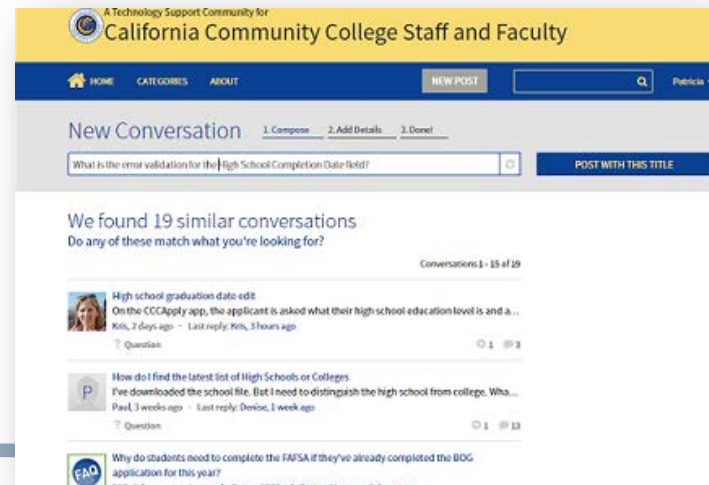 A Technology Support Community for
California Community College Staff and Faculty
HOME CATEGORIES ABOUT NEW POST Patricia
New Conversation 1. Compose 2. Add Details 3. Done!
What is the error validation for the High School Completion Date field? POST WITH THIS TITLE
We found 19 similar conversations
Do any of these match what you're looking for?
Conversations 1 - 15 of 19
High school graduation date edit
On the CCCApply app, the applicant is asked what their high school education level is and a...
Kris, 2 days ago - Last reply: Kris, 3 hours ago
? Question 1 3
How do I find the latest list of High Schools or Colleges
P I've downloaded the school file. But I need to distinguish the high school from college. Wha...
Paul, 3 weeks ago - Last reply: Denise, 1 week ago
? Question 1 13
Why do students need to complete the FAFSA if they've already completed the BOG
FAQ application for this year?